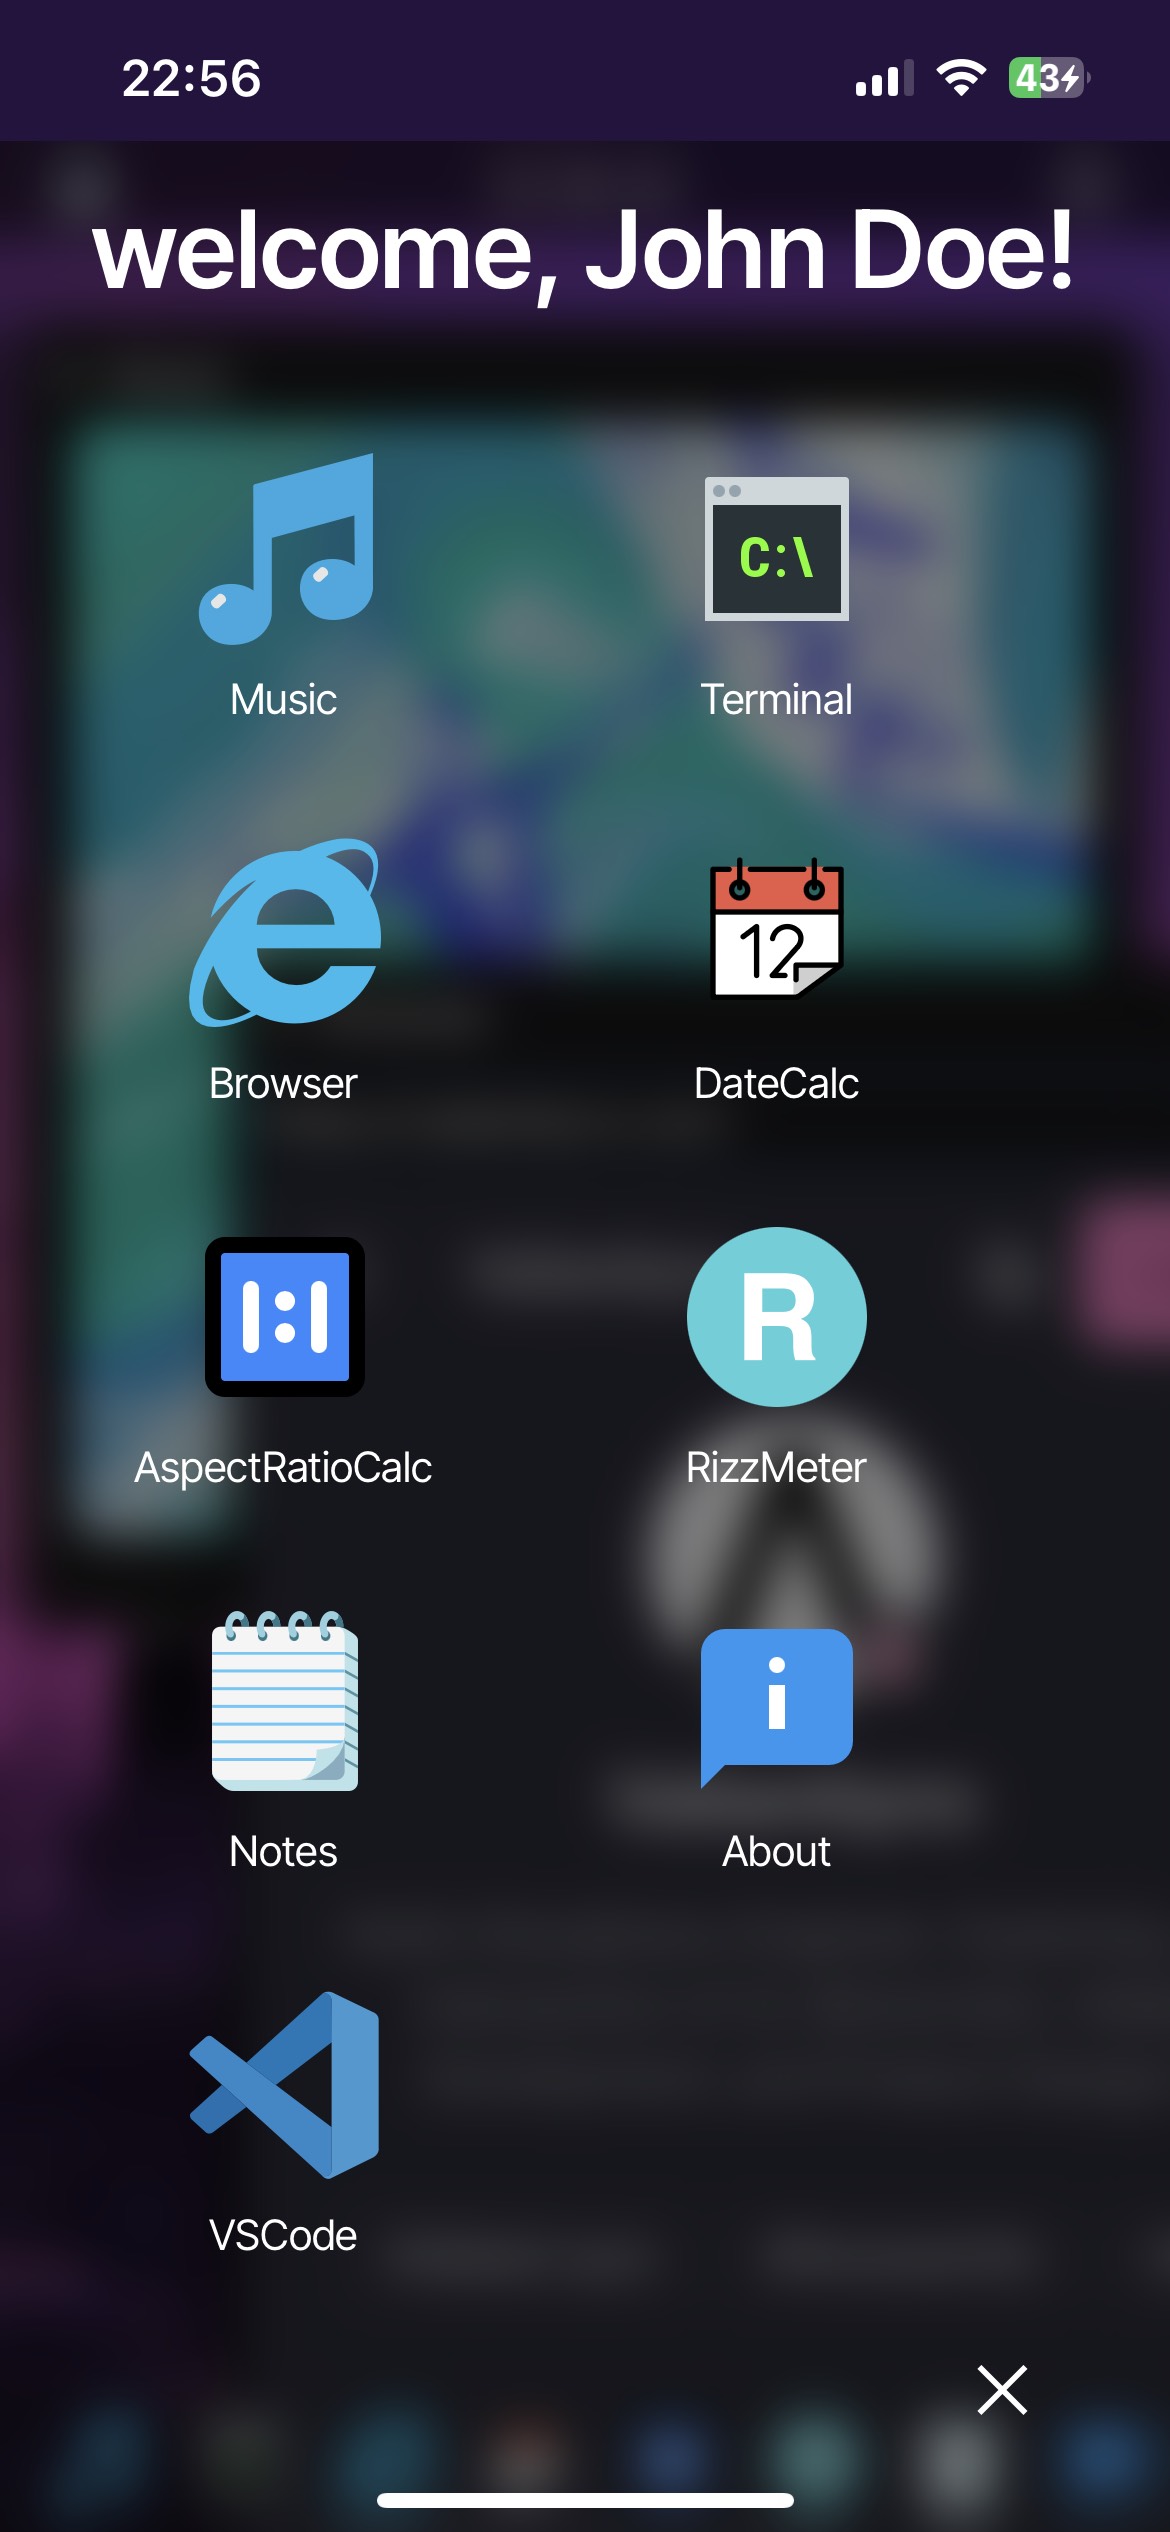 22:56 43
welcome, John Doe!
C:\
Music Terminal
12
Browser DateCalc
1:1 R
AspectRatioCalc RizzMeter
i
Notes About
VSCode